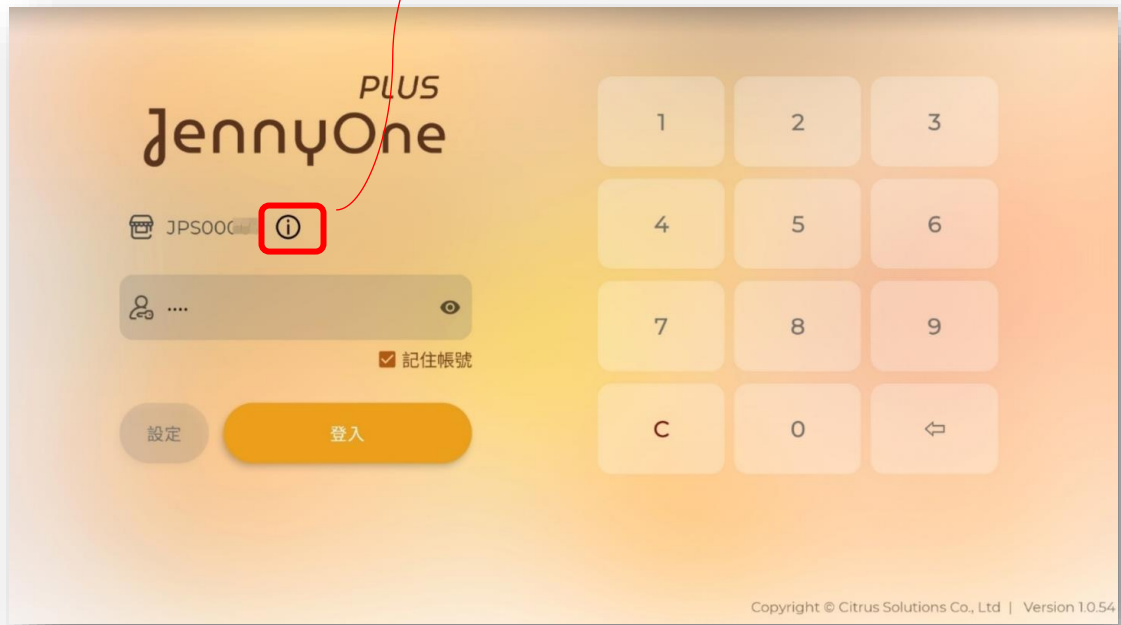 PLUS
JennyOne
JPS000
....
記住帳號
設定
登入
1 2 3
4 5 6
7 8 9
C 0
Copyright © Citrus Solutions Co., Ltd | Version 1.0.54